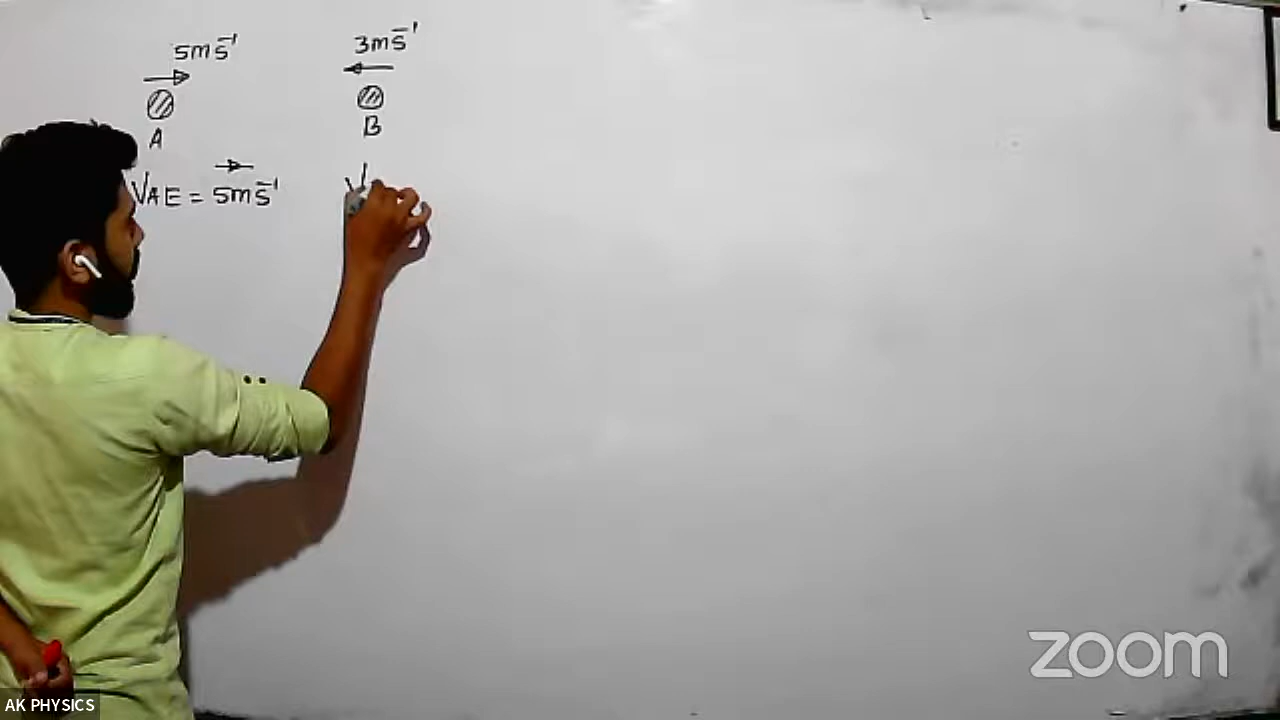 5ms⁻¹ 3ms⁻¹
A B
VAE = 5ms⁻¹ V
zoom
AK PHYSICS